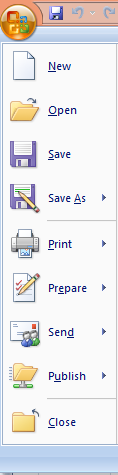 New
Open
Save
Save As
Print
Prepare
Send
Publish
Close